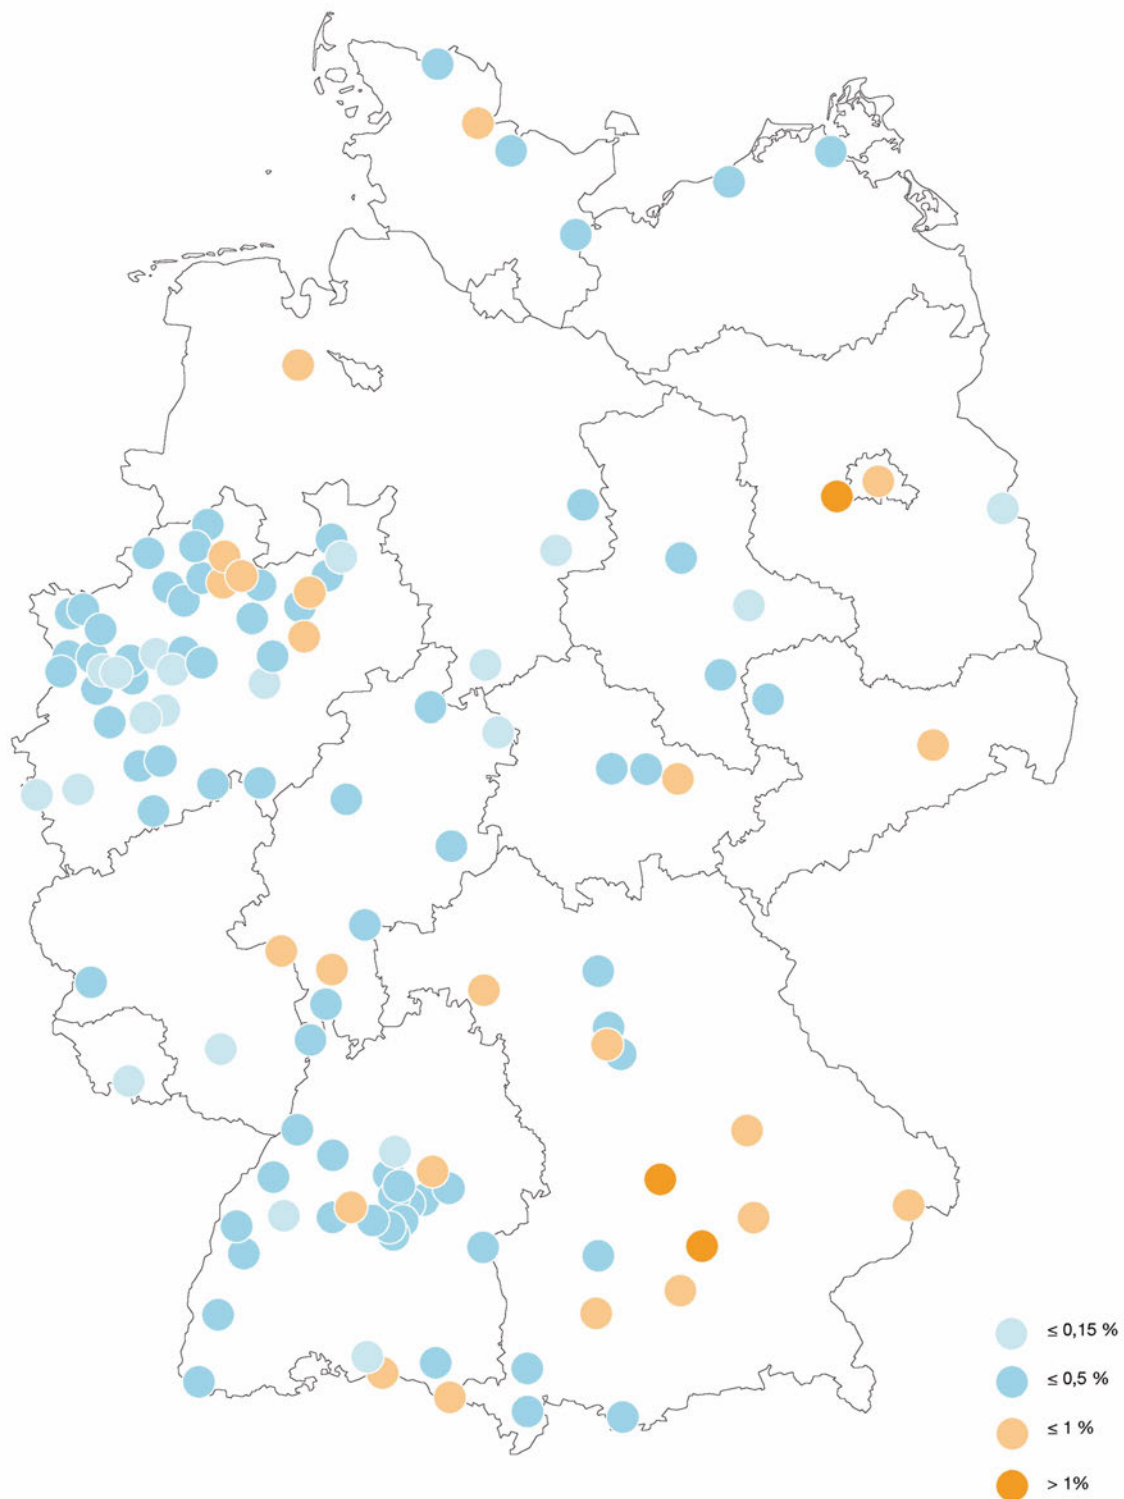 ≤ 0,15 %
≤ 0,5 %
≤ 1 %
> 1%